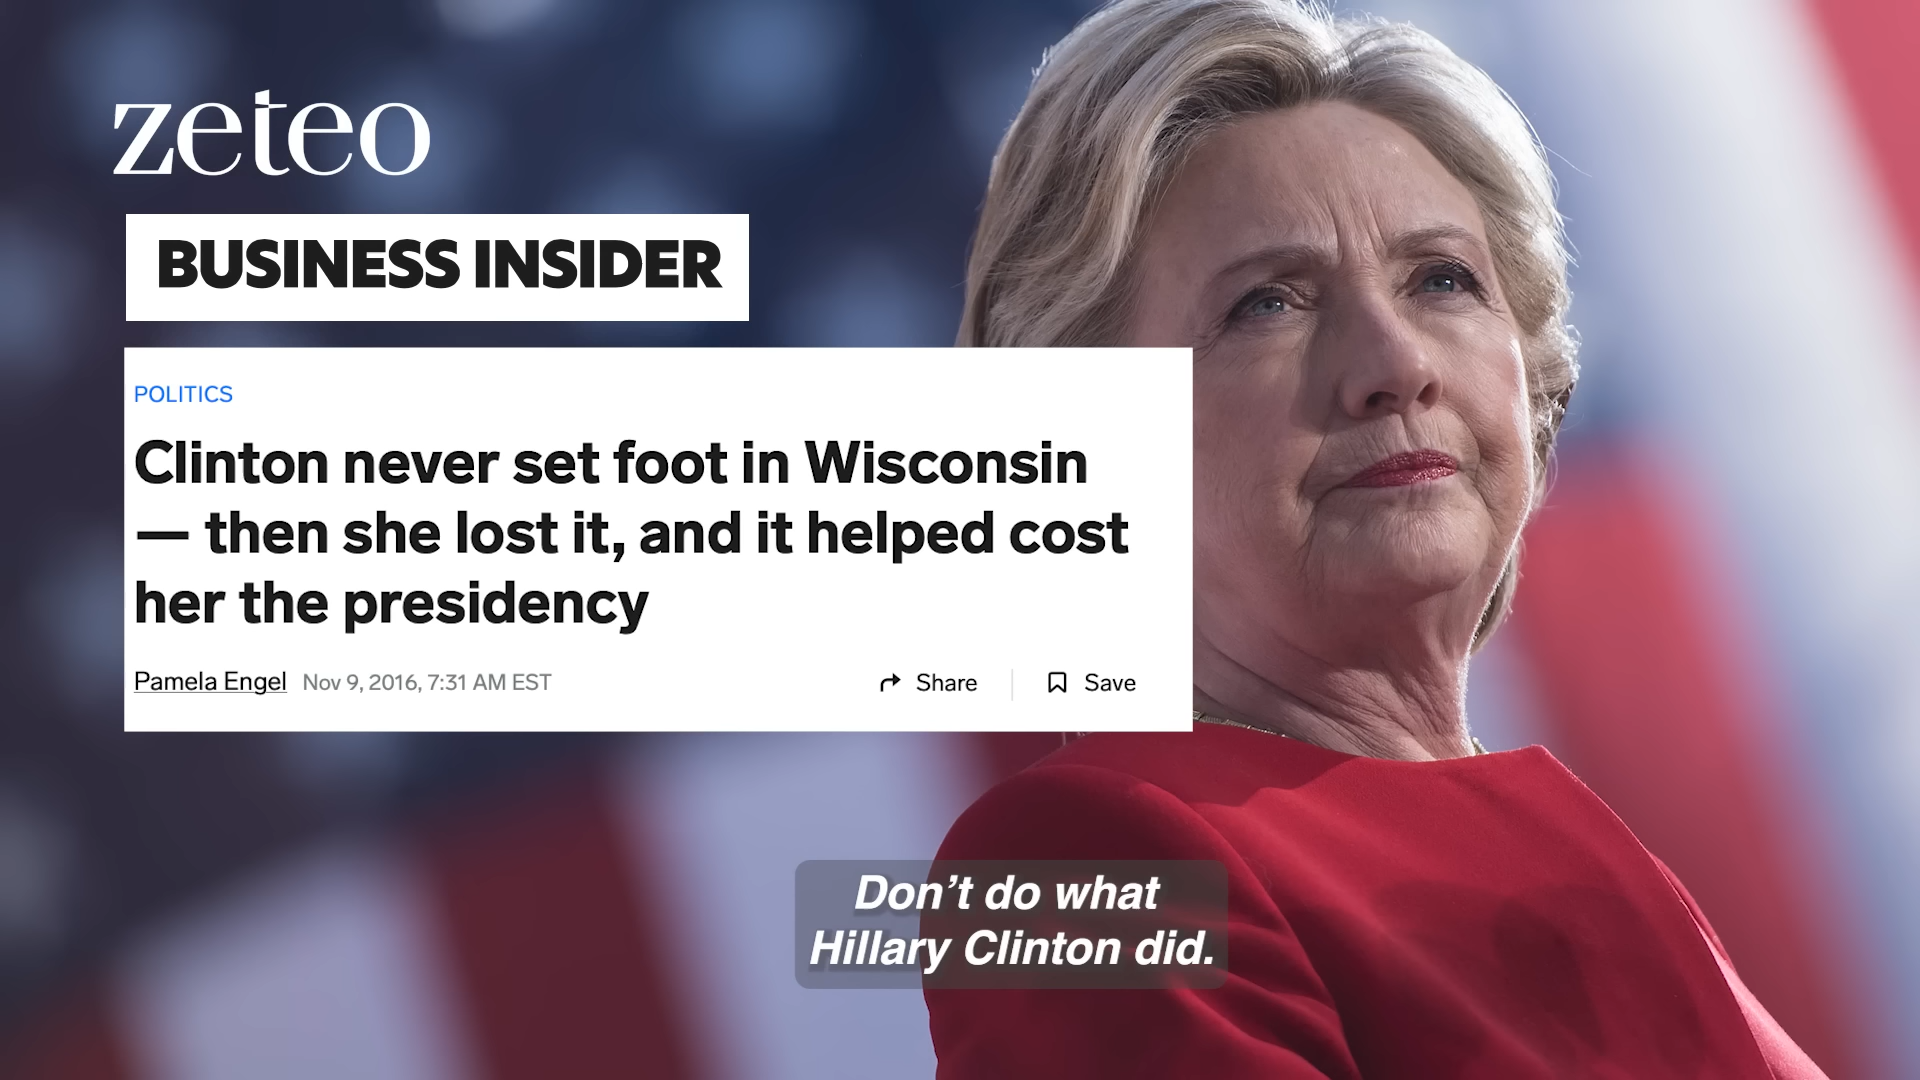 zeteo
BUSINESS INSIDER
POLITICS
Clinton never set foot in Wisconsin
— then she lost it, and it helped cost
her the presidency
Pamela Engel Nov 9, 2016, 7:31 AM EST Share Save
Don’t do what
Hillary Clinton did.